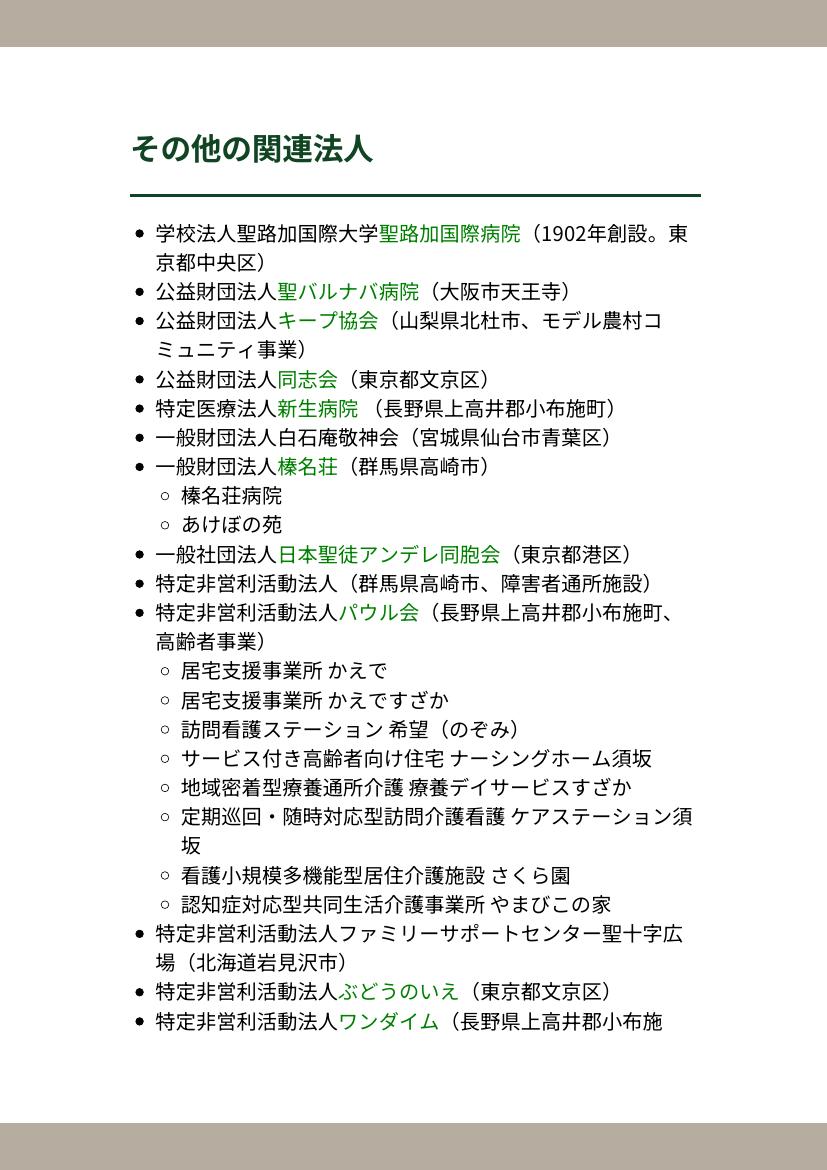 その他の関連法人
• 学校法人聖路加国際大学聖路加国際病院（1902年創設。東
京都中央区）
• 公益財団法人聖バルナバ病院（大阪市天王寺）
• 公益財団法人キープ協会（山梨県北杜市、モデル農村コ
ミュニティ事業）
• 公益財団法人同志会（東京都文京区）
• 特定医療法人新生病院 （長野県上高井郡小布施町）
• 一般財団法人白石庵敬神会（宮城県仙台市青葉区）
• 一般財団法人榛名荘（群馬県高崎市）
◦ 榛名荘病院
◦ あけぼの苑
• 一般社団法人日本聖徒アンデレ同胞会（東京都港区）
• 特定非営利活動法人（群馬県高崎市、障害者通所施設）
• 特定非営利活動法人パウル会（長野県上高井郡小布施町、
高齢者事業）
◦ 居宅支援事業所 かえで
◦ 居宅支援事業所 かえですざか
◦ 訪問看護ステーション 希望（のぞみ）
◦ サービス付き高齢者向け住宅 ナーシングホーム須坂
◦ 地域密着型療養通所介護 療養デイサービスすざか
◦ 定期巡回・随時対応型訪問介護看護 ケアステーション須
坂
◦ 看護小規模多機能型居住介護施設 さくら園
◦ 認知症対応型共同生活介護事業所 やまびこの家
• 特定非営利活動法人ファミリーサポートセンター聖十字広
場（北海道岩見沢市）
• 特定非営利活動法人ぶどうのいえ（東京都文京区）
• 特定非営利活動法人ワンダイム（長野県上高井郡小布施